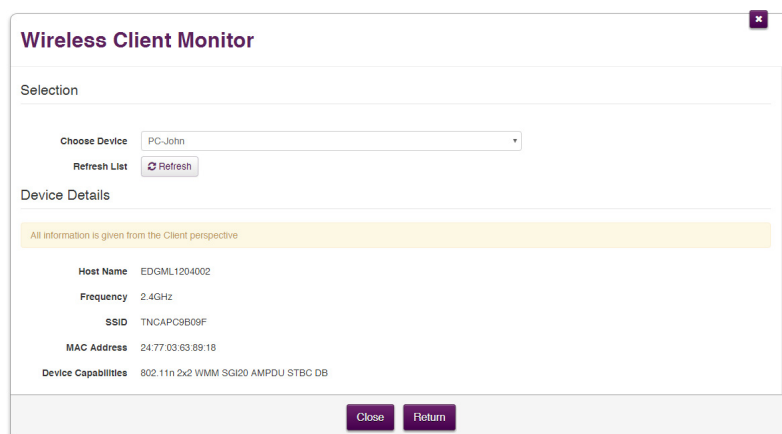 Wireless Client Monitor
Selection
Choose Device PC-John
Refresh List Refresh
Device Details
All information is given from the Client perspective
Host Name EDGML1204002
Frequency 2.4GHz
SSID TNCAPC9B09F
MAC Address 24:77:03:63:89:18
Device Capabilities 802.11n 2x2 WMM SGI20 AMPDU STBC DB
Close Return